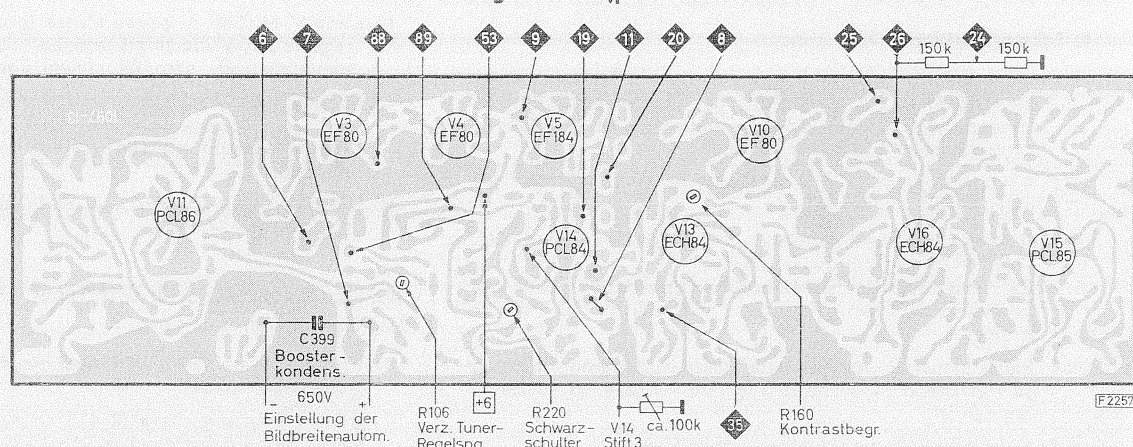 6 7 88 89 53 9 19 11 20 8 25 26 24
150k 150k
V3
EF80
V4
EF80
V5
EF184
V10
EF80
V11
PCL86
V14
PCL84
V13
ECH84
V16
ECH84
V15
PCL85
C399
Booster-
kondens.
- 650V +
Einstellung der
Bildbreitenautom.
R106
Verz. Tuner-
Regelspg.
+6
R220
Schwarz-
schulter
V14
Stift 3
ca. 100k
35
R160
Kontrastbegr.
F2257